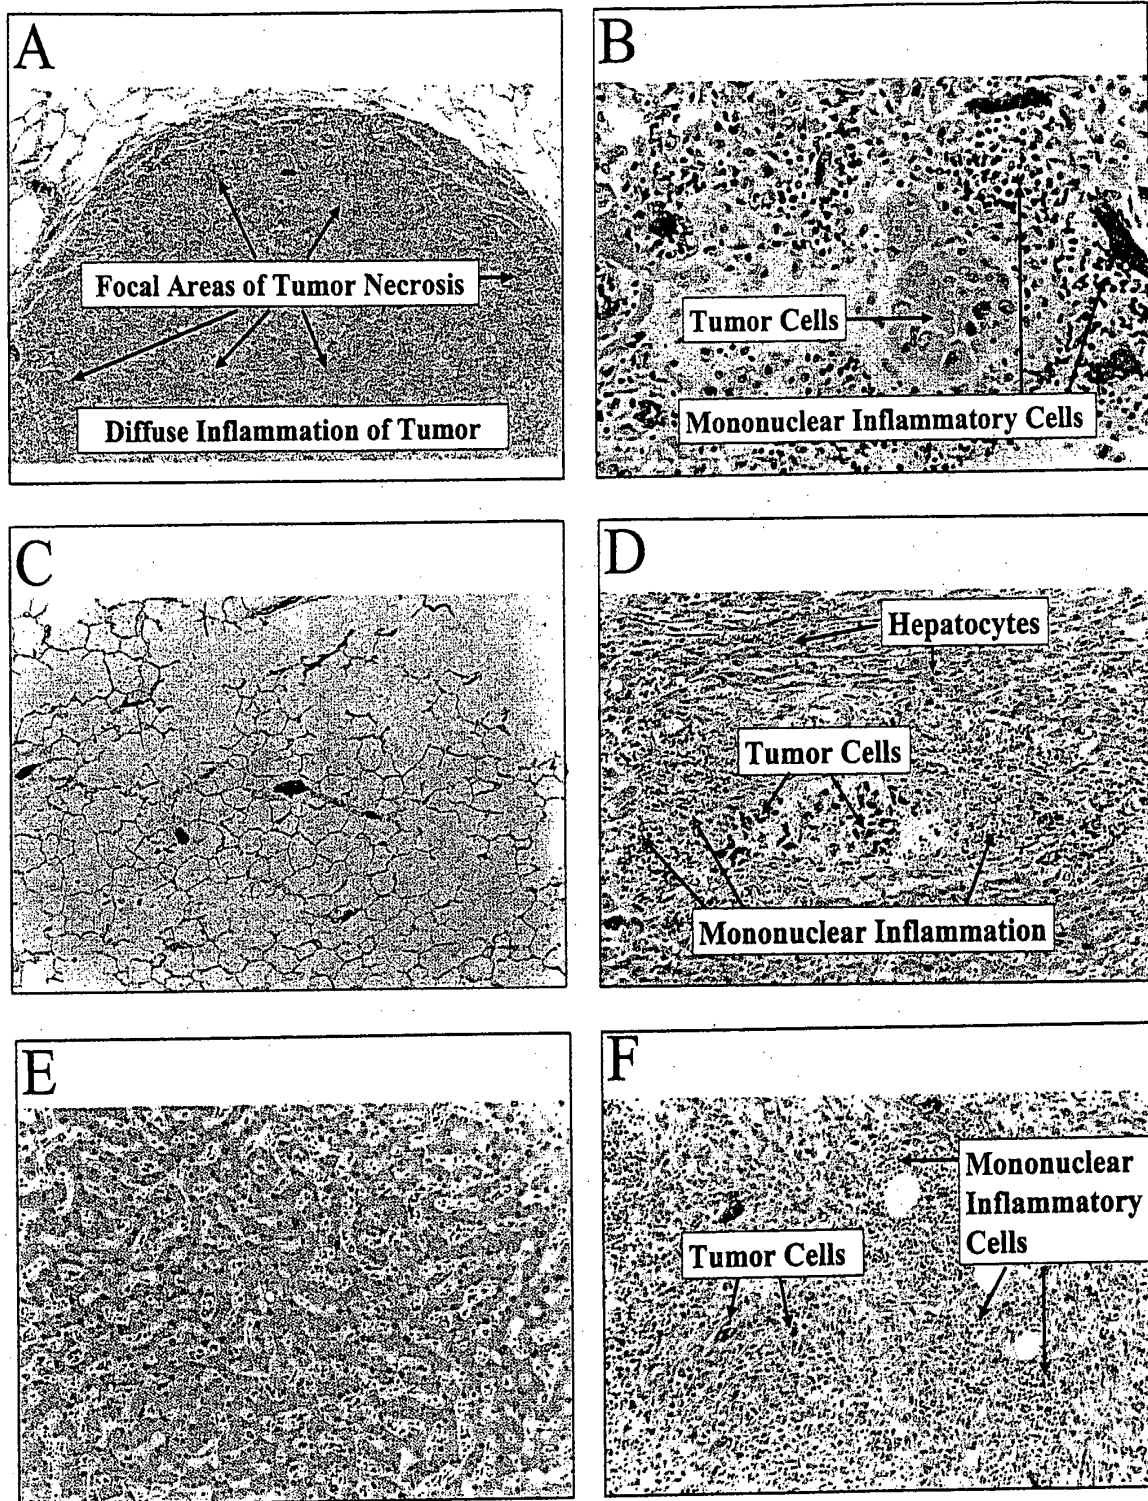 A
Focal Areas of Tumor Necrosis
Diffuse Inflammation of Tumor
B
Tumor Cells
Mononuclear Inflammatory Cells
C
D
Hepatocytes
Tumor Cells
Mononuclear Inflammation
E
F
Mononuclear
Inflammatory
Cells
Tumor Cells